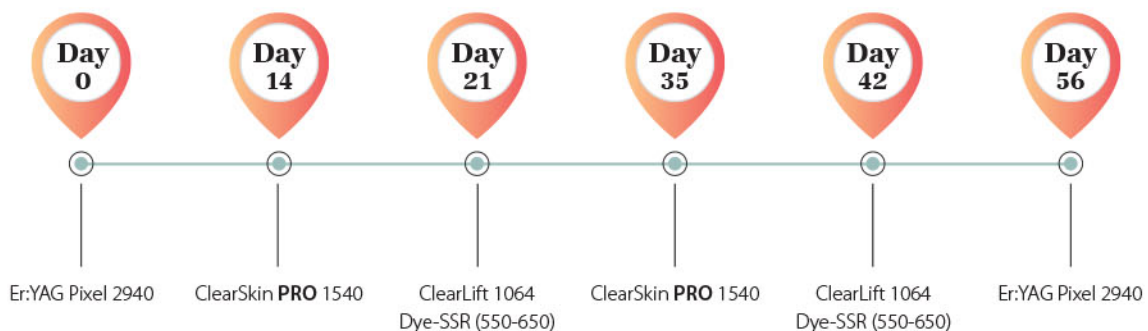 Day
0
Day
14
Day
21
Day
35
Day
42
Day
56
Er:YAG Pixel 2940
ClearSkin PRO 1540
ClearLift 1064
Dye-SSR (550-650)
ClearSkin PRO 1540
ClearLift 1064
Dye-SSR (550-650)
Er:YAG Pixel 2940